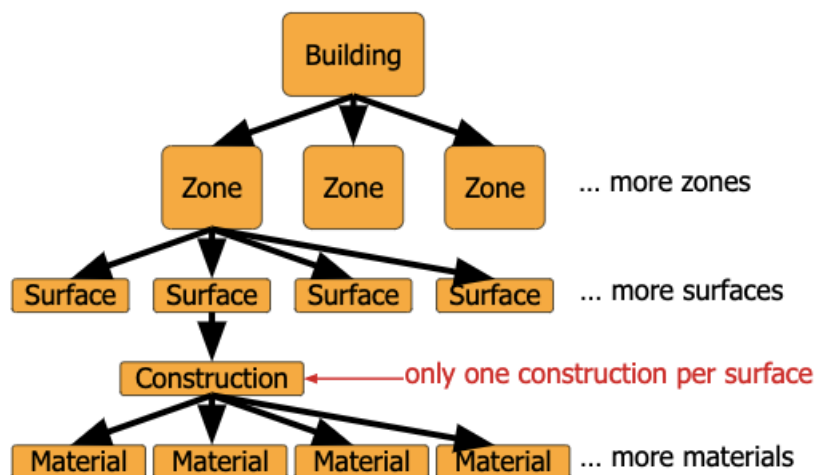 Building
Zone Zone Zone ... more zones
Surface Surface Surface Surface ... more surfaces
Construction only one construction per surface
Material Material Material Material ... more materials